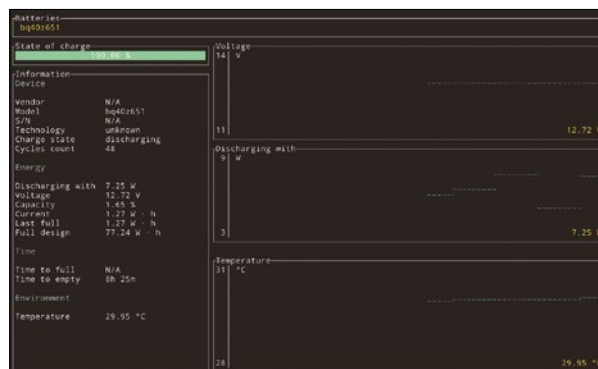 Batteries
bq40z651
State of charge
100.00 %
Information
Device
Vendor N/A
Model bq40z651
S/N N/A
Technology unknown
Charge state discharging
Cycles count 48
Energy
Discharging with 7.25 W
Voltage 12.72 V
Capacity 1.65 %
Current 1.27 W · h
Last full 1.27 W · h
Full design 77.24 W · h
Time
Time to full N/A
Time to empty 8h 25m
Environment
Temperature 29.95 °C
Voltage
14 V
11
12.72
Discharging with
9 W
3
7.25
Temperature
31 °C
28
29.95 °